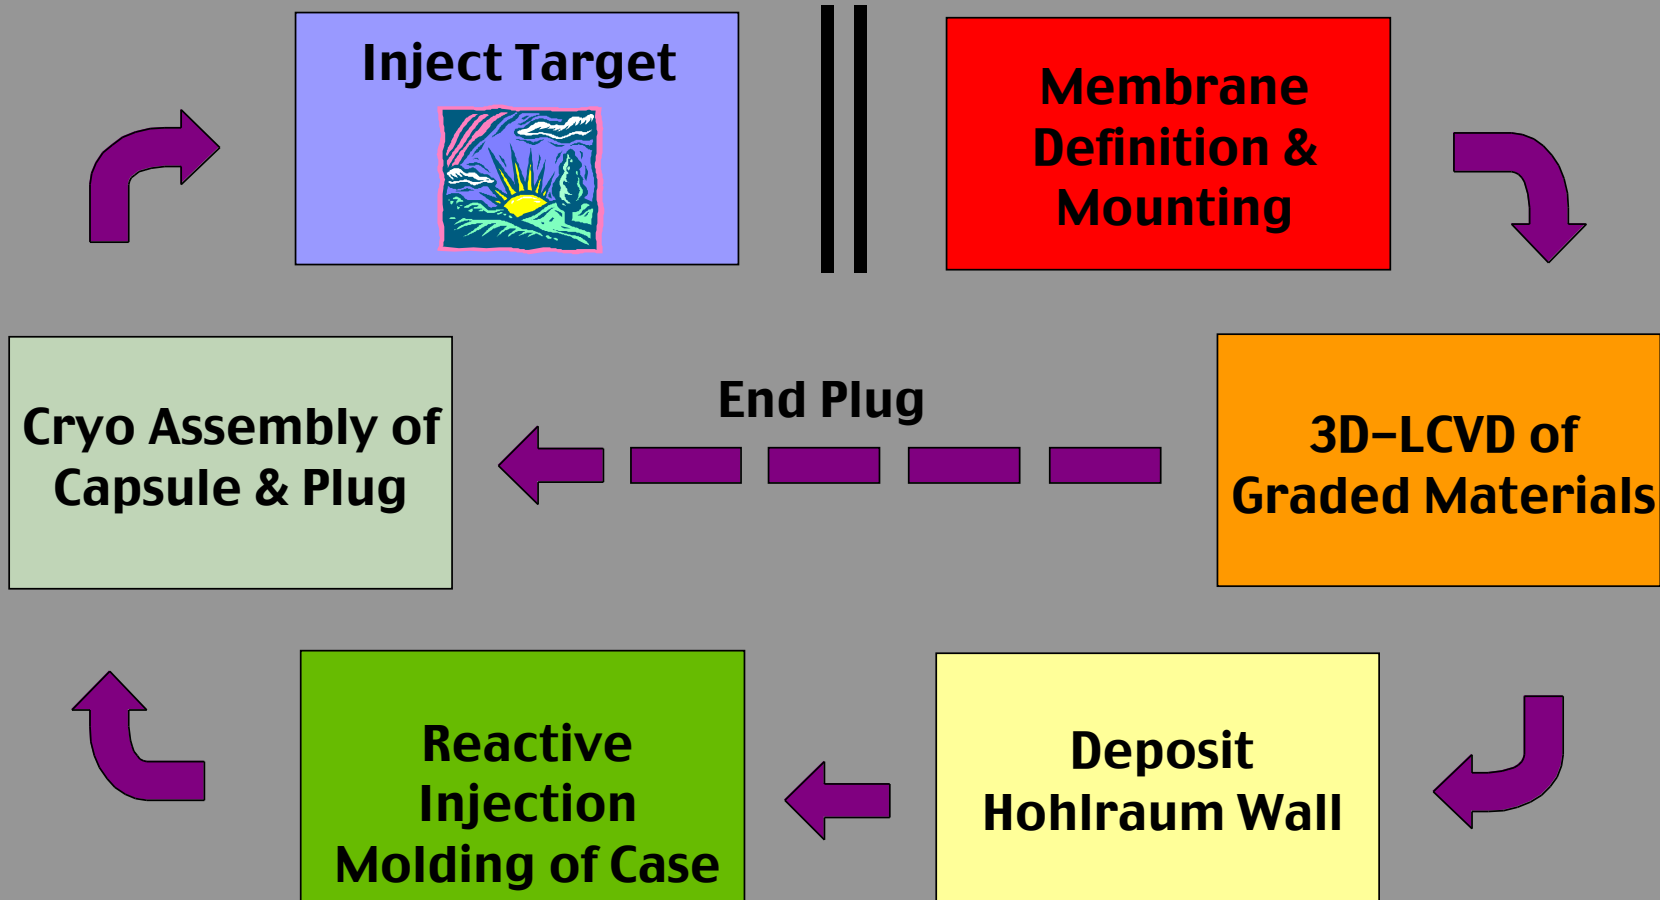 Inject Target
Membrane
Definition &
Mounting
Cryo Assembly of
Capsule & Plug
End Plug
3D–LCVD of
Graded Materials
Reactive
Injection
Molding of Case
Deposit
Hohlraum Wall